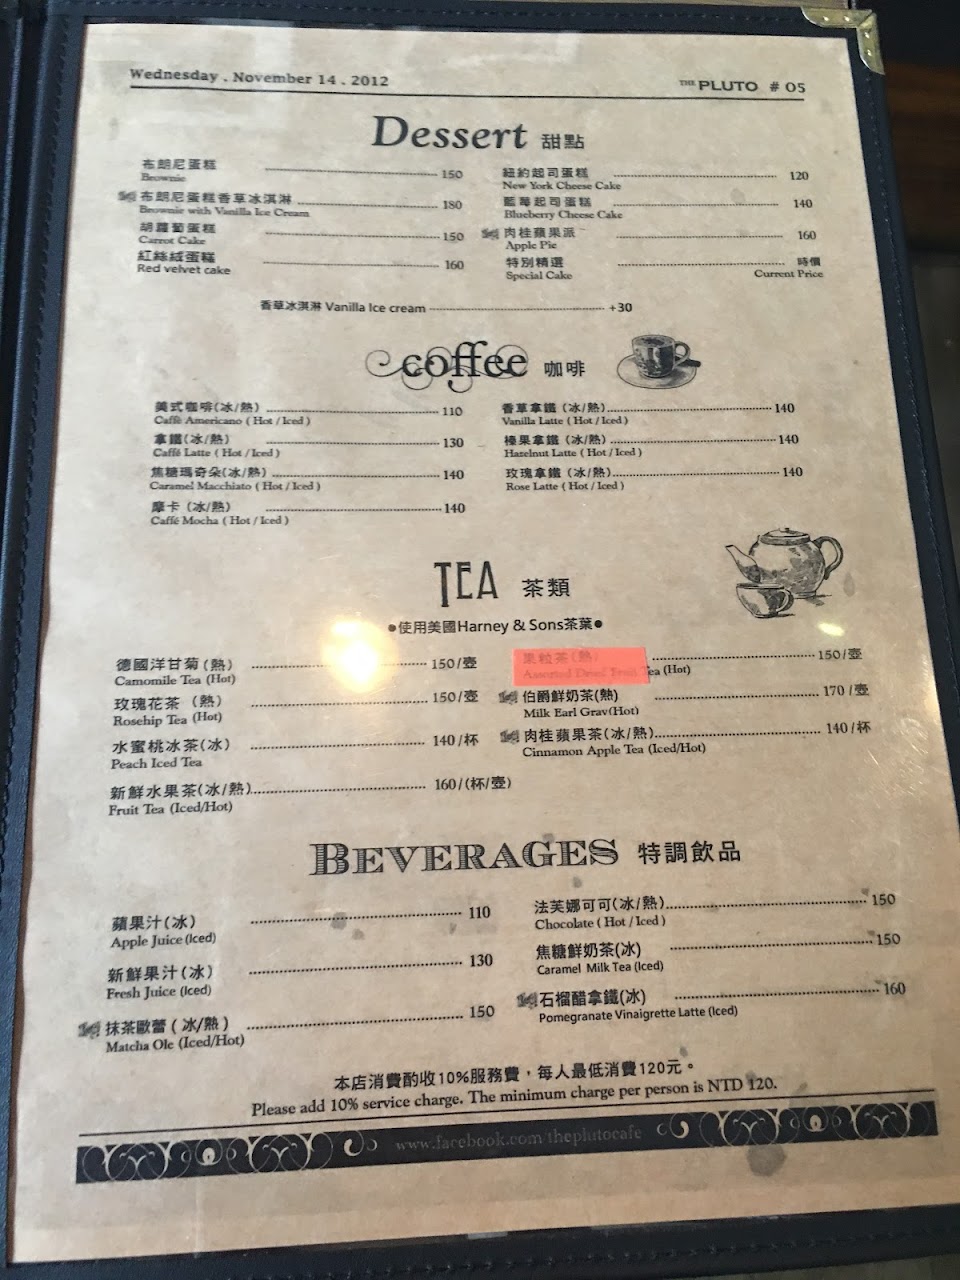 Wednesday . November 14 . 2012
THE PLUTO # 05
Dessert 甜點
布朗尼蛋糕 150
Brownie
布朗尼蛋糕香草冰淇淋 180
Brownie with Vanilla Ice Cream
胡蘿蔔蛋糕 150
Carrot Cake
紅絲絨蛋糕 160
Red velvet cake
紐約起司蛋糕 120
New York Cheese Cake
藍莓起司蛋糕 140
Blueberry Cheese Cake
肉桂蘋果派 160
Apple Pie
特別精選 時價
Special Cake Current Price
香草冰淇淋 Vanilla Ice cream +30
coffee 咖啡
美式咖啡(冰/熱) 110
Caffé Americano ( Hot / Iced )
拿鐵(冰/熱) 130
Caffé Latte ( Hot / Iced )
焦糖瑪奇朵(冰/熱) 140
Caramel Macchiato ( Hot / Iced )
摩卡 (冰/熱) 140
Caffé Mocha ( Hot / Iced )
香草拿鐵 (冰/熱) 140
Vanilla Latte ( Hot / Iced )
榛果拿鐵 (冰/熱) 140
Hazelnut Latte ( Hot / Iced )
玫瑰拿鐵 (冰/熱) 140
Rose Latte ( Hot / Iced )
TEA 茶類
●使用美國Harney & Sons茶葉●
德國洋甘菊(熱) 150/壺
Camomile Tea (Hot)
玫瑰花茶 (熱) 150/壺
Rosehip Tea (Hot)
水蜜桃冰茶(冰) 140/杯
Peach Iced Tea
新鮮水果茶(冰/熱) 160/(杯/壺)
Fruit Tea (Iced/Hot)
果粒茶(熱) 150/壺
Assorted Dried Fruit Tea (Hot)
伯爵鮮奶茶(熱) 170 /壺
Milk Earl Grav(Hot)
肉桂蘋果茶(冰/熱) 140 /杯
Cinnamon Apple Tea (Iced/Hot)
BEVERAGES 特調飲品
蘋果汁(冰) 110
Apple Juice (Iced)
新鮮果汁(冰) 130
Fresh Juice (Iced)
抹茶歐蕾 ( 冰/熱 ) 150
Matcha Ole (Iced/Hot)
法芙娜可可(冰/熱) 150
Chocolate ( Hot / Iced )
焦糖鮮奶茶(冰) 150
Caramel Milk Tea (Iced)
石榴醋拿鐵(冰) 160
Pomegranate Vinaigrette Latte (Iced)
本店消費酌收10%服務費，每人最低消費120元。
Please add 10% service charge. The minimum charge per person is NTD 120.
www.facebook.com/theplutocafe